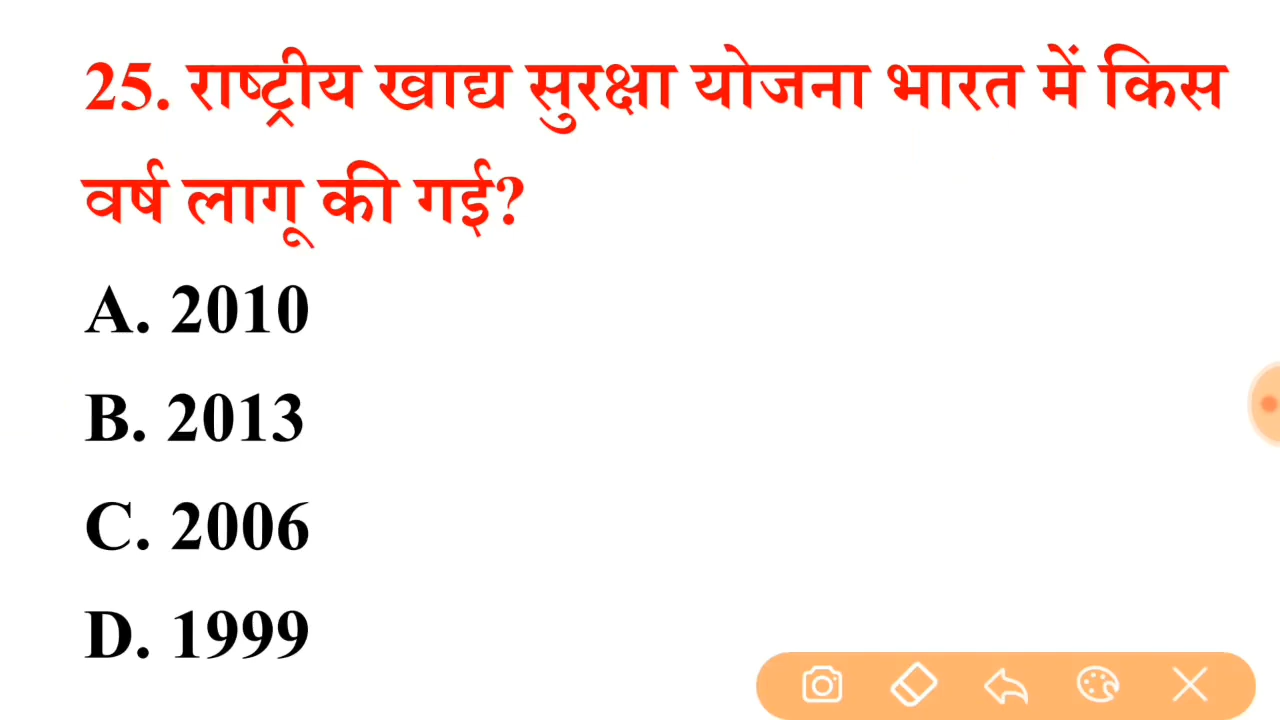 25. राष्ट्रीय खाद्य सुरक्षा योजना भारत में किस
वर्ष लागू की गई?
A. 2010
B. 2013
C. 2006
D. 1999